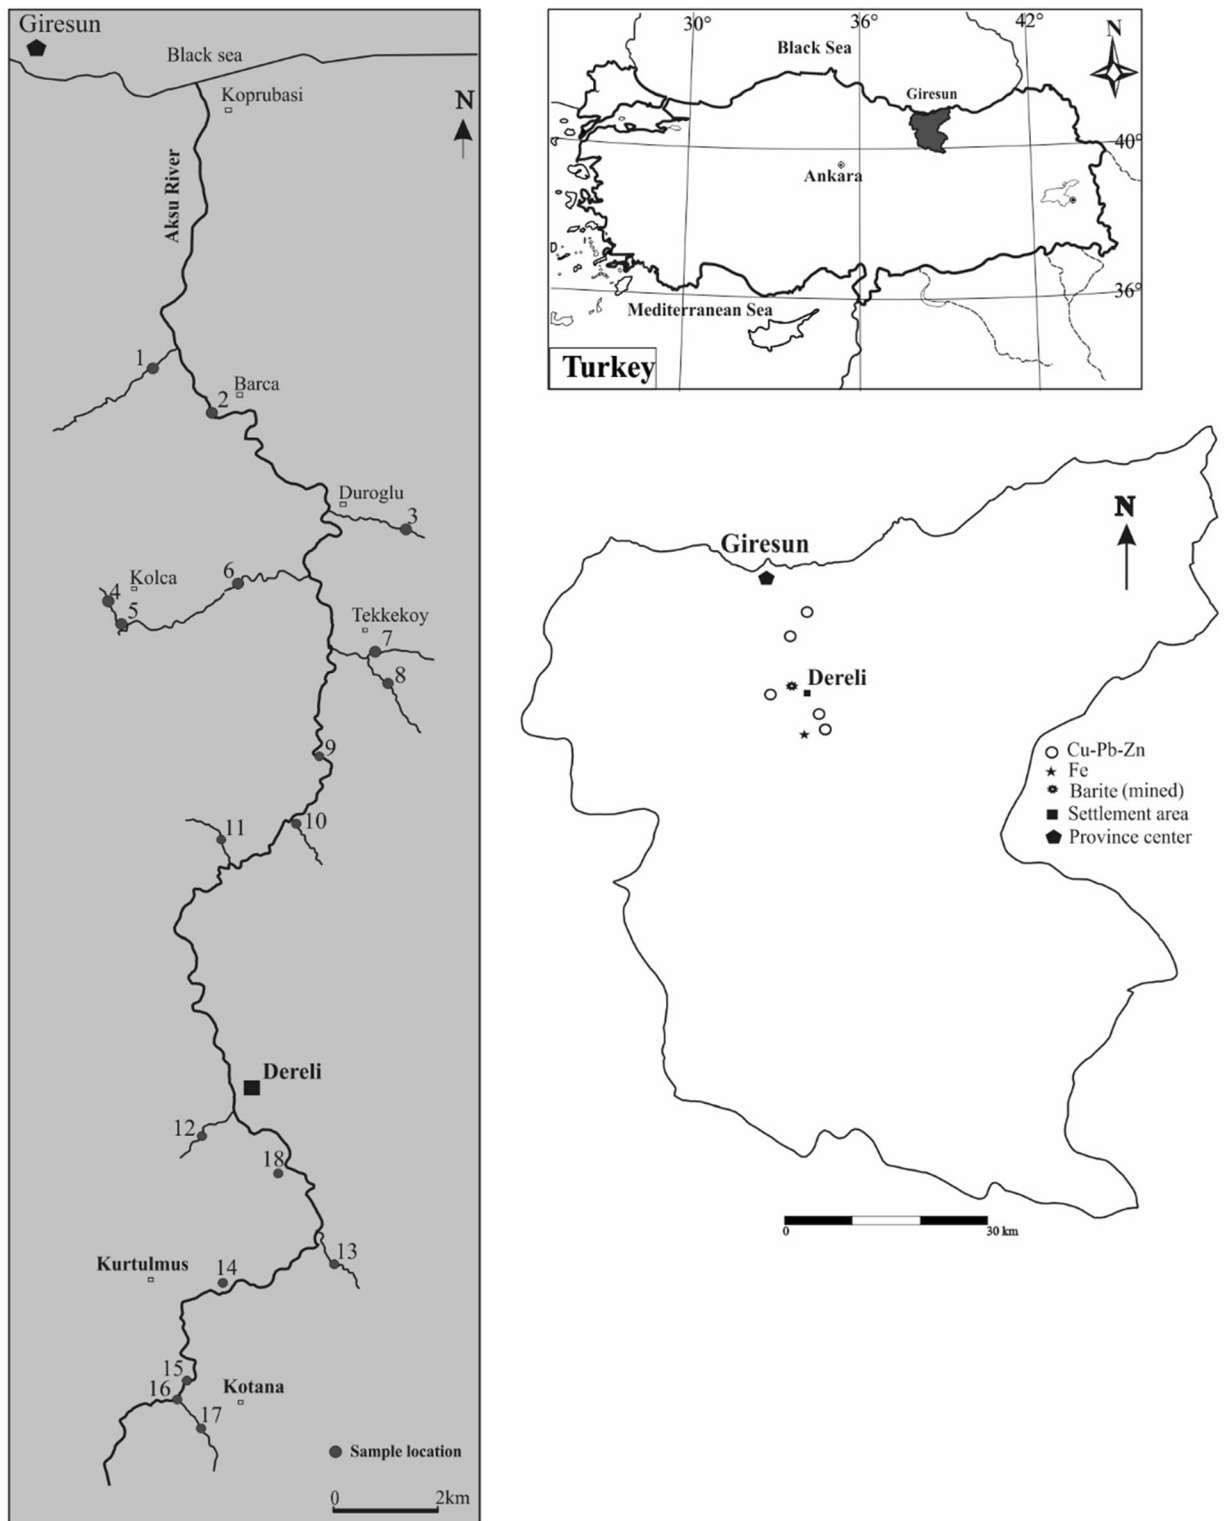 Giresun
Black sea
Koprubasi
N
Aksu River
1
Barca
2
Duroglu
3
6
Kolca
4
5
Tekkekoy
7
8
9
10
11
Dereli
12
18
13
Kurtulmus
14
15
16
Kotana
17
Sample location
0 2km
30° 36° 42°
N
Black Sea
Giresun
40°
Ankara
36°
Mediterranean Sea
Turkey
N
Giresun
Dereli
Cu-Pb-Zn
Fe
Barite (mined)
Settlement area
Province center
0 30 km